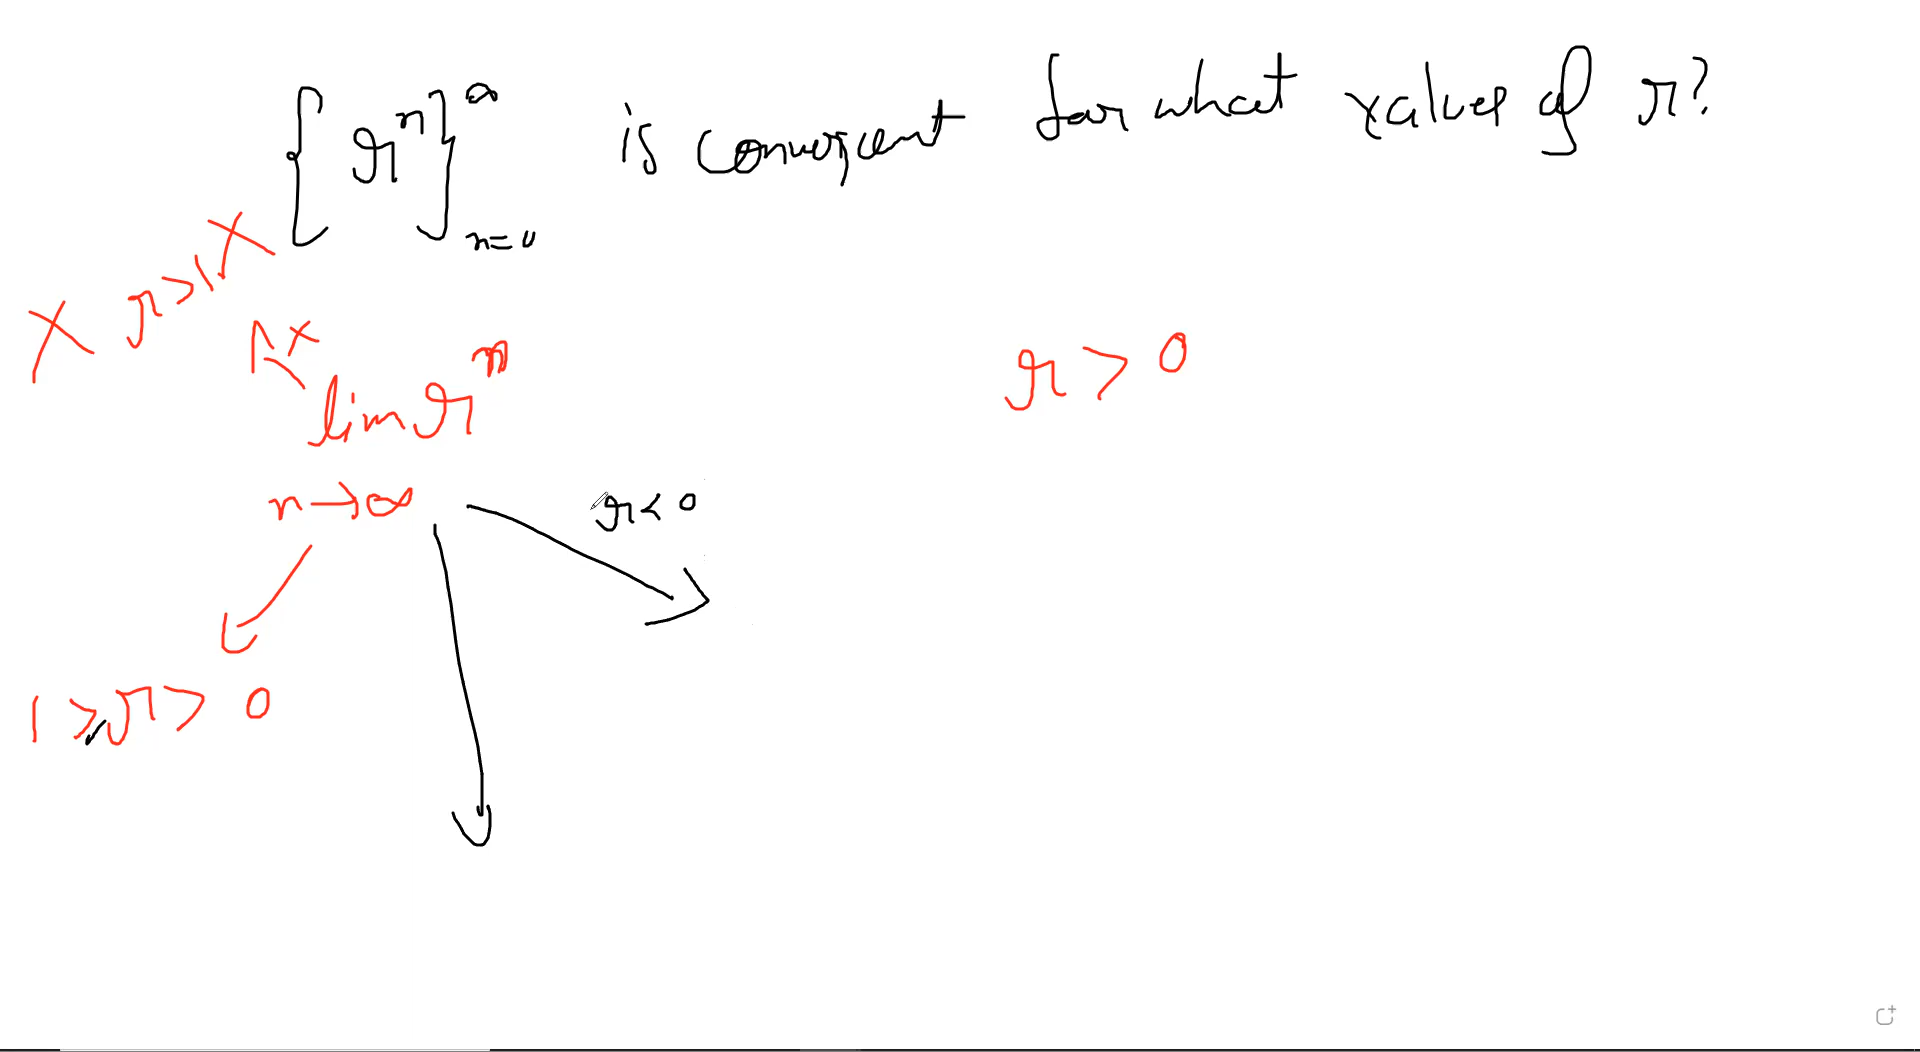 {r^n}_{n=0}^∞ is convergent for what values of r?
X r>1 X
r^x
lim r^n
n→∞
r > 0
r < 0
1 ≥ r > 0